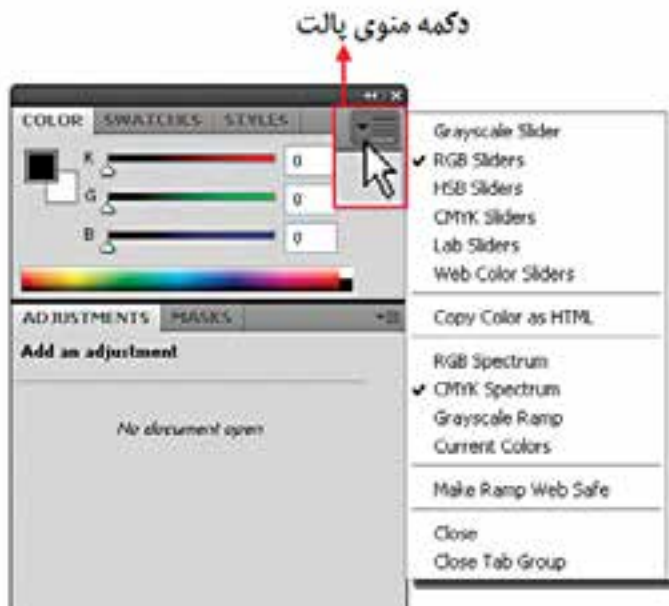 دکمه منوی پالت
COLOR SWATCHES STYLES
R 0
G 0
B 0
ADJUSTMENTS MASKS
Add an adjustment
No document open
Grayscale Slider
✔ RGB Sliders
HSB Sliders
CMYK Sliders
Lab Sliders
Web Color Sliders
Copy Color as HTML
RGB Spectrum
✔ CMYK Spectrum
Grayscale Ramp
Current Colors
Make Ramp Web Safe
Close
Close Tab Group